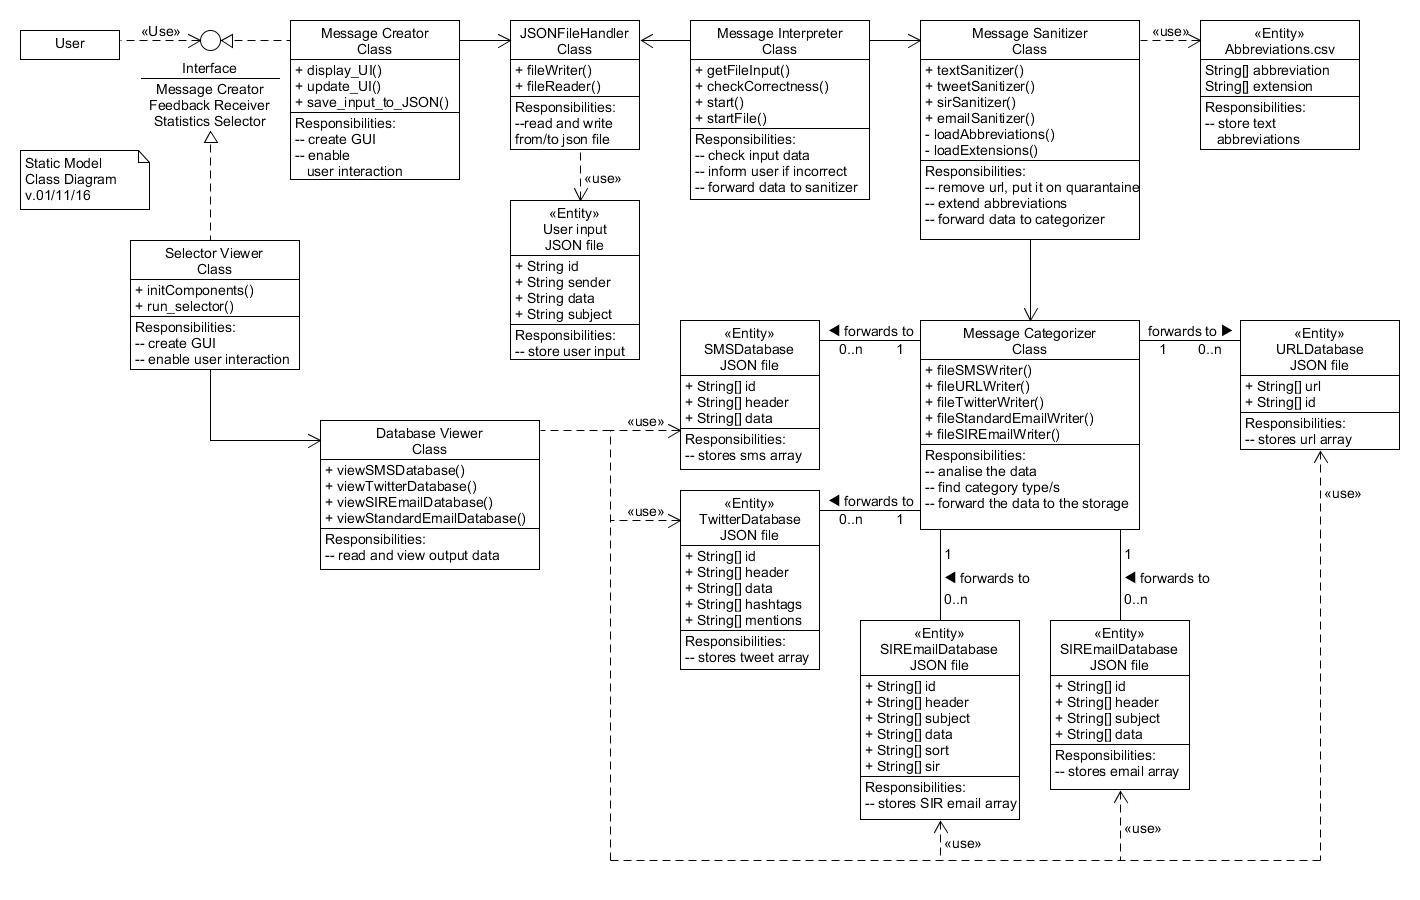 User
«Use»
Interface
Message Creator
Feedback Receiver
Statistics Selector
Static Model
Class Diagram
v.01/11/16
Message Creator
Class
+ display_UI()
+ update_UI()
+ save_input_to_JSON()
Responsibilities:
-- create GUI
-- enable
user interaction
JSONFileHandler
Class
+ fileWriter()
+ fileReader()
Responsibilities:
--read and write
from/to json file
«use»
«Entity»
User input
JSON file
+ String id
+ String sender
+ String data
+ String subject
Responsibilities:
-- store user input
Message Interpreter
Class
+ getFileInput()
+ checkCorrectness()
+ start()
+ startFile()
Responsibilities:
-- check input data
-- inform user if incorrect
-- forward data to sanitizer
Message Sanitizer
Class
+ textSanitizer()
+ tweetSanitizer()
+ sirSanitizer()
+ emailSanitizer()
- loadAbbreviations()
- loadExtensions()
Responsibilities:
-- remove url, put it on quarantaine
-- extend abbreviations
-- forward data to categorizer
«use»
«Entity»
Abbreviations.csv
String[] abbreviation
String[] extension
Responsibilities:
-- store text
abbreviations
Selector Viewer
Class
+ initComponents()
+ run_selector()
Responsibilities:
-- create GUI
-- enable user interaction
Database Viewer
Class
+ viewSMSDatabase()
+ viewTwitterDatabase()
+ viewSIREmailDatabase()
+ viewStandardEmailDatabase()
Responsibilities:
-- read and view output data
«use»
«use»
«Entity»
SMSDatabase
JSON file
+ String[] id
+ String[] header
+ String[] data
Responsibilities:
-- stores sms array
◀ forwards to
0..n 1
Message Categorizer
Class
+ fileSMSWriter()
+ fileURLWriter()
+ fileTwitterWriter()
+ fileStandardEmailWriter()
+ fileSIREmailWriter()
Responsibilities:
-- analise the data
-- find category type/s
-- forward the data to the storage
forwards to ▶
1 0..n
«Entity»
URLDatabase
JSON file
+ String[] url
+ String[] id
Responsibilities:
-- stores url array
«use»
«Entity»
TwitterDatabase
JSON file
+ String[] id
+ String[] header
+ String[] data
+ String[] hashtags
+ String[] mentions
Responsibilities:
-- stores tweet array
◀ forwards to
0..n 1
1
◀ forwards to
0..n
1
◀ forwards to
0..n
«Entity»
SIREmailDatabase
JSON file
+ String[] id
+ String[] header
+ String[] subject
+ String[] data
+ String[] sort
+ String[] sir
Responsibilities:
-- stores SIR email array
«use»
«Entity»
SIREmailDatabase
JSON file
+ String[] id
+ String[] header
+ String[] subject
+ String[] data
Responsibilities:
-- stores email array
«use»